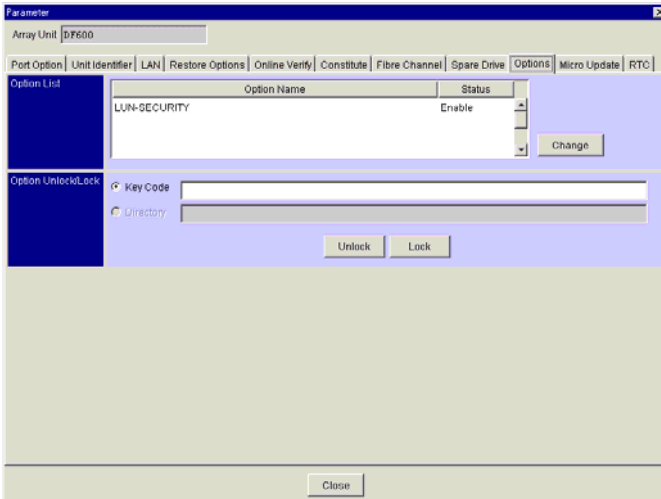 Parameter
Array Unit DF600
Port Option Unit Identifier LAN Restore Options Online Verify Constitute Fibre Channel Spare Drive Options Micro Update RTC
Option List
Option Name Status
LUN-SECURITY Enable
Change
Option Unlock/Lock
Key Code
Directory
Unlock Lock
Close